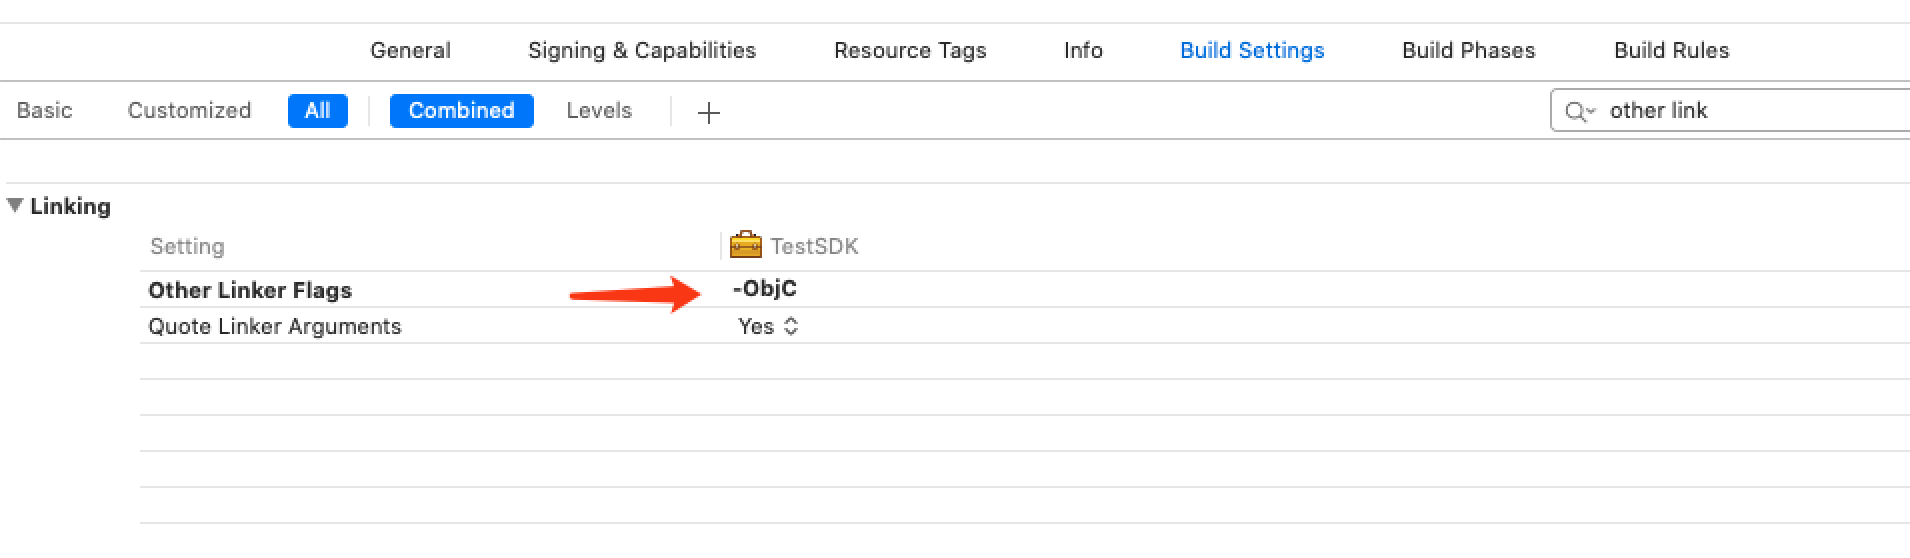 General Signing & Capabilities Resource Tags Info Build Settings Build Phases Build Rules
Basic Customized All Combined Levels + other link
Linking
Setting TestSDK
Other Linker Flags -ObjC
Quote Linker Arguments Yes